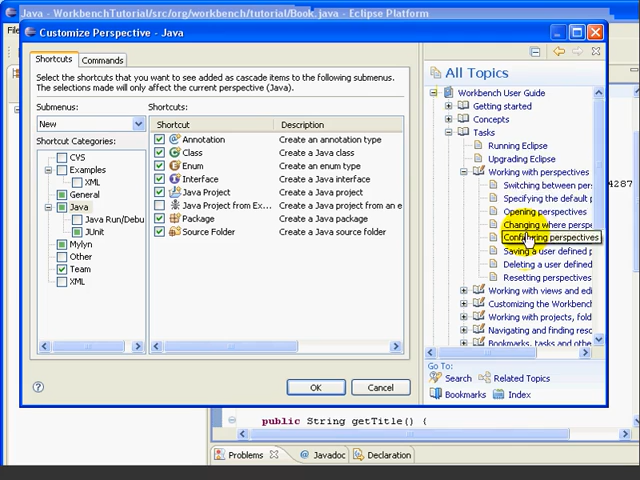 Java - WorkbenchTutorial/src/org/workbench/tutorial/Book.java - Eclipse Platform
Customize Perspective - Java
Shortcuts
Commands
Select the shortcuts that you want to see added as cascade items to the following submenus.
The selections made will only affect the current perspective (Java).
Submenus:
New
Shortcut Categories:
CVS
Examples
XML
General
Java
Java Run/Debu
JUnit
Mylyn
Other
Team
XML
Shortcuts:
Shortcut Description
Annotation Create an annotation type
Class Create a Java class
Enum Create an enum type
Interface Create a Java interface
Java Project Create a Java project
Java Project from Ex... Create a Java project from an e
Package Create a Java package
Source Folder Create a Java source folder
OK
Cancel
All Topics
Workbench User Guide
Getting started
Concepts
Tasks
Running Eclipse
Upgrading Eclipse
Working with perspectives
Switching between pers
Specifying the default p
Opening perspectives
Changing where persp
Configuring perspectives
Saving a user defined p
Deleting a user defined
Resetting perspectives
Working with views and edi
Customizing the Workbenc
Working with projects, fold
Navigating and finding reso
Bookmarks, tasks and othe
Go To:
Search
Related Topics
Bookmarks
Index
4287
public String getTitle() {
Problems
Javadoc
Declaration